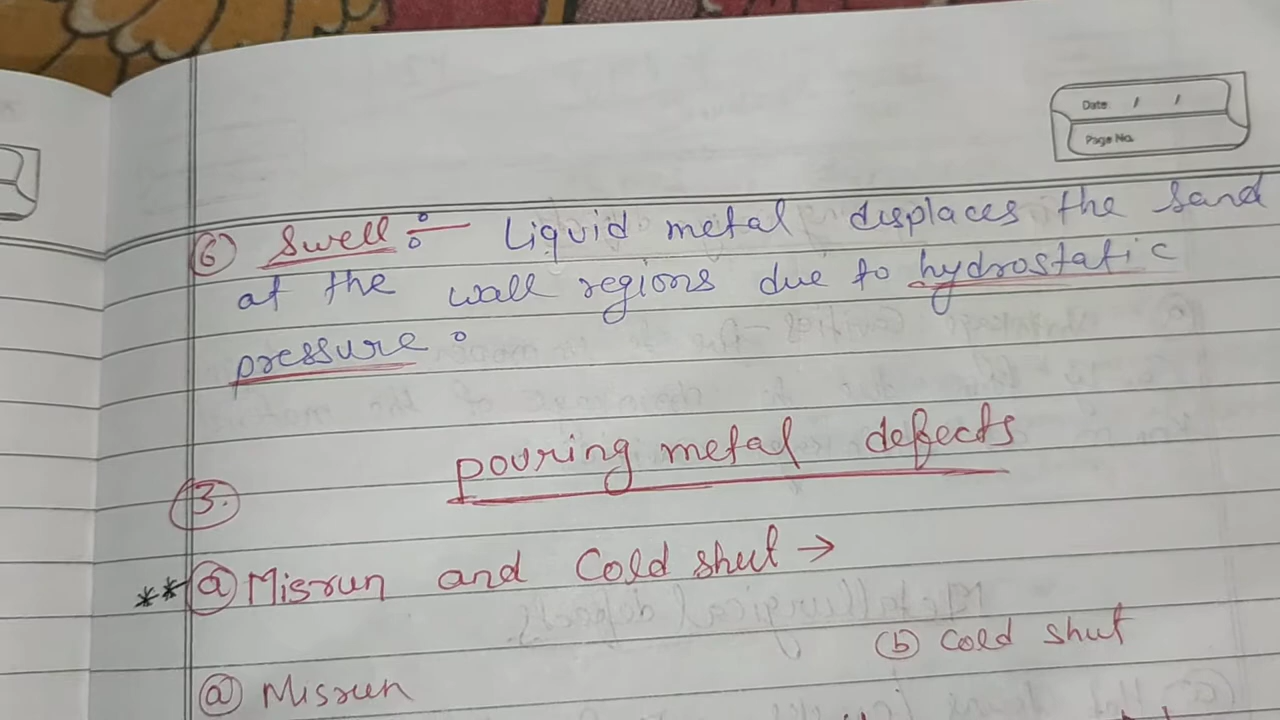 Date / /
Page No.
⑥ Swell :— Liquid metal displaces the sand
at the wall regions due to hydrostatic
pressure.
③. pouring metal defects
** ⓐ Misrun and Cold shut →
ⓐ Misrun ⓑ Cold shut